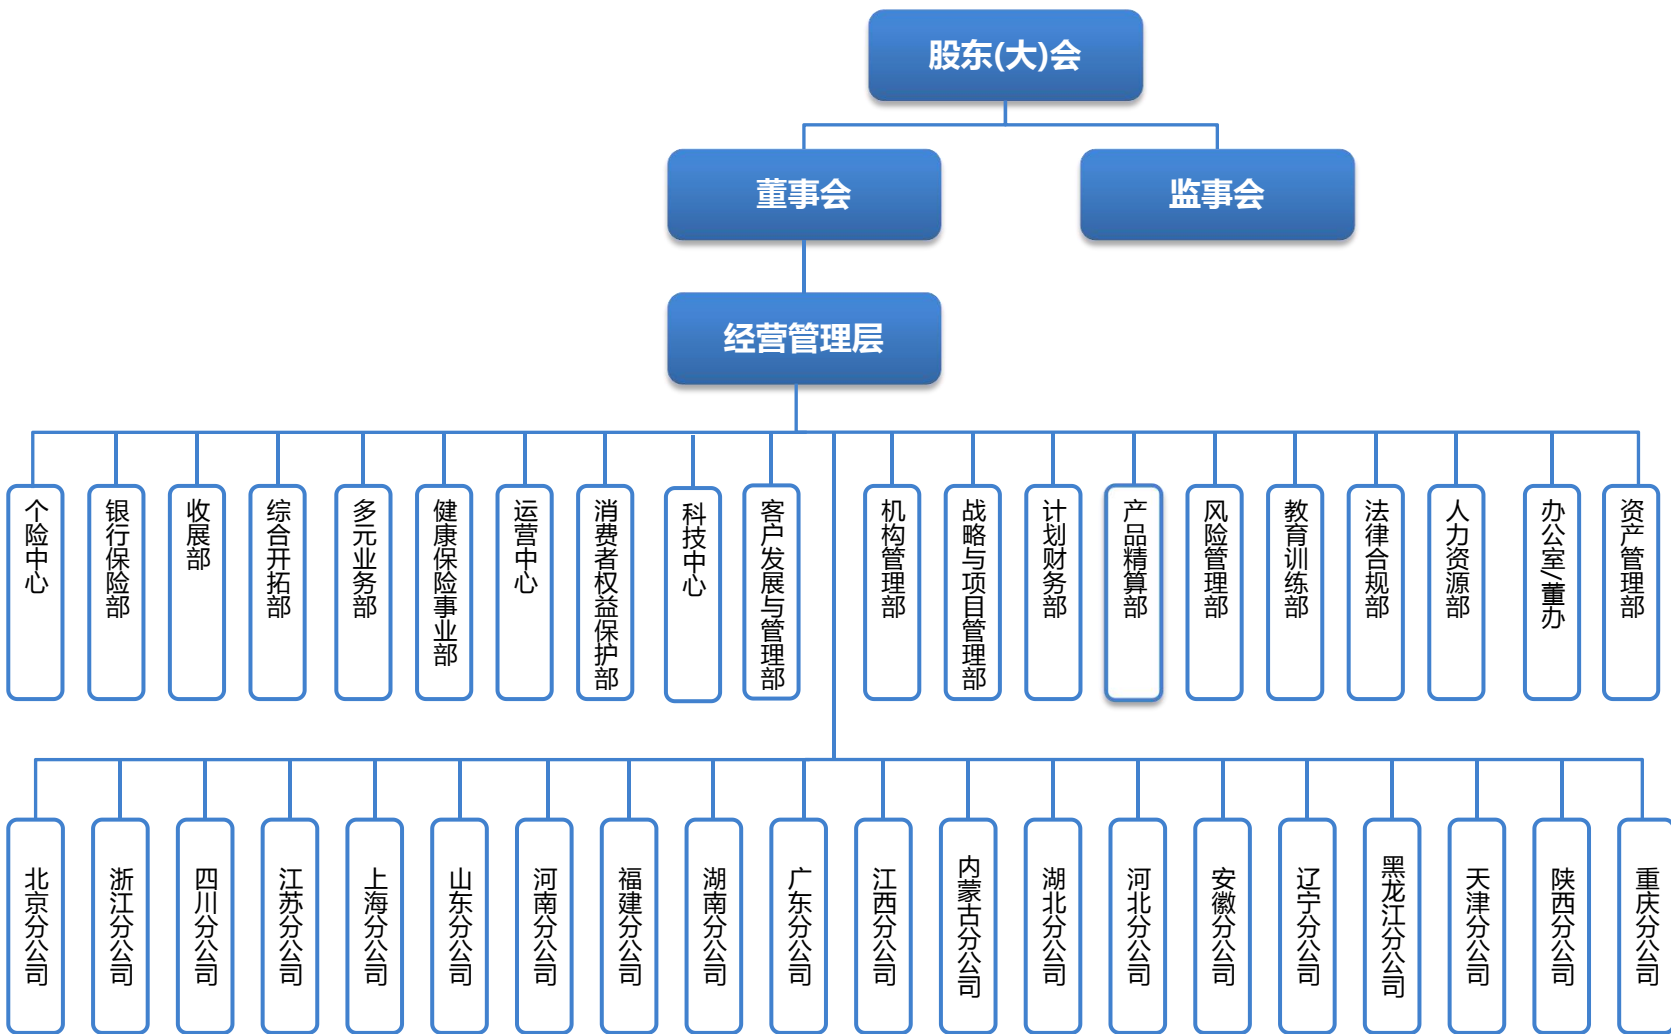 股东(大)会
董事会
监事会
经营管理层
个险中心
银行保险部
收展部
综合开拓部
多元业务部
健康保险事业部
运营中心
消费者权益保护部
科技中心
客户发展与管理部
机构管理部
战略与项目管理部
计划财务部
产品精算部
风险管理部
教育训练部
法律合规部
人力资源部
办公室/董办
资产管理部
北京分公司
浙江分公司
四川分公司
江苏分公司
上海分公司
山东分公司
河南分公司
福建分公司
湖南分公司
广东分公司
江西分公司
内蒙古分公司
湖北分公司
河北分公司
安徽分公司
辽宁分公司
黑龙江分公司
天津分公司
陕西分公司
重庆分公司